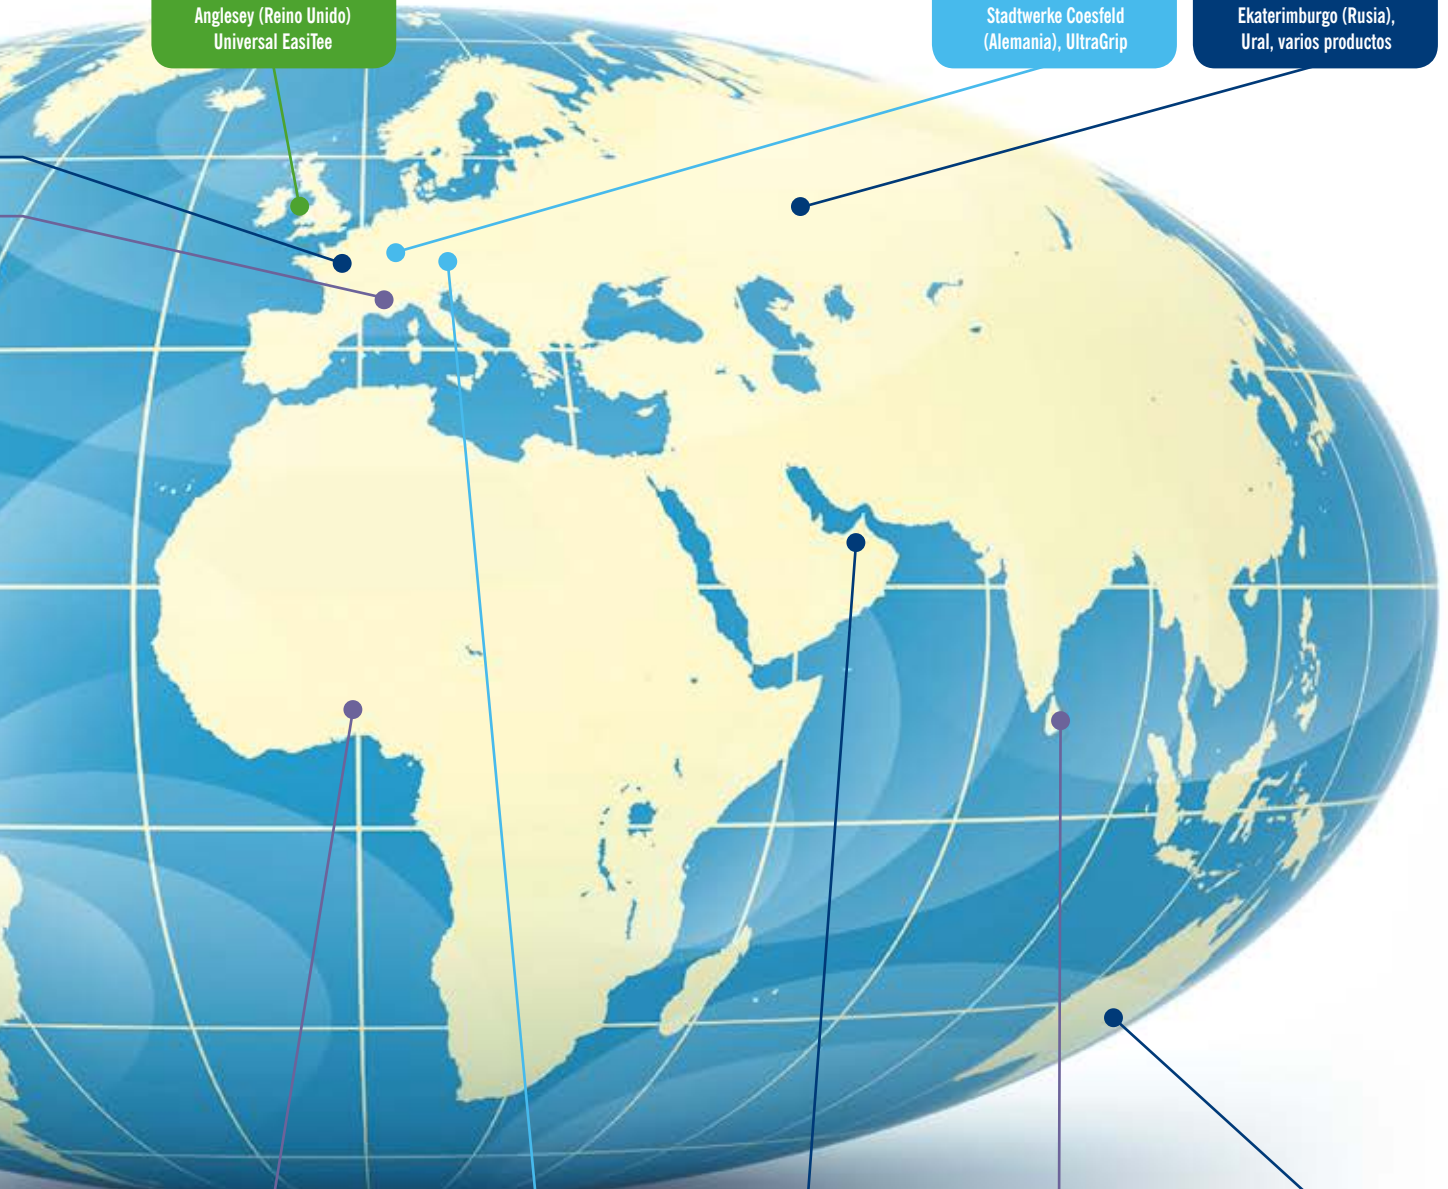 Anglesey (Reino Unido)
Universal EasiTee
Stadtwerke Coesfeld
(Alemania), UltraGrip
Ekaterimburgo (Rusia),
Ural, varios productos